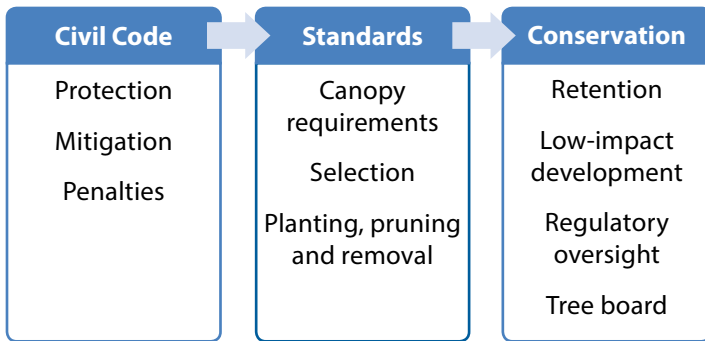 Civil Code
Protection
Mitigation
Penalties
Standards
Canopy
requirements
Selection
Planting, pruning
and removal
Conservation
Retention
Low-impact
development
Regulatory
oversight
Tree board